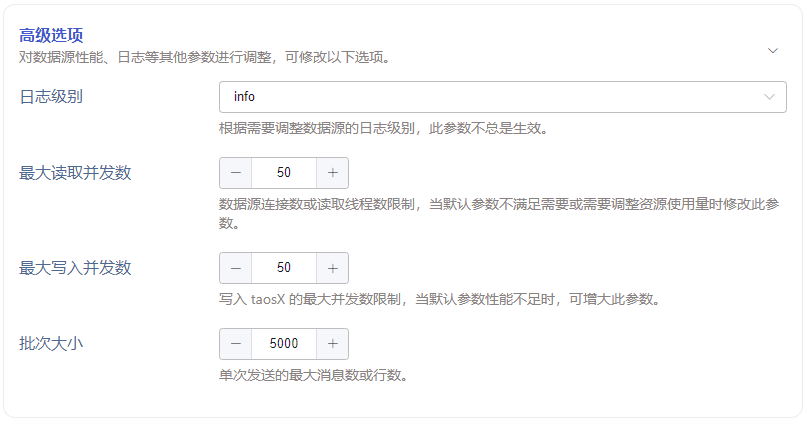 高级选项
对数据源性能、日志等其他参数进行调整，可修改以下选项。
日志级别
info
根据需要调整数据源的日志级别，此参数不总是生效。
最大读取并发数
50
数据源连接数或读取线程数限制，当默认参数不满足需要或需要调整资源使用量时修改此参
数。
最大写入并发数
50
写入 taosX 的最大并发数限制，当默认参数性能不足时，可增大此参数。
批次大小
5000
单次发送的最大消息数或行数。